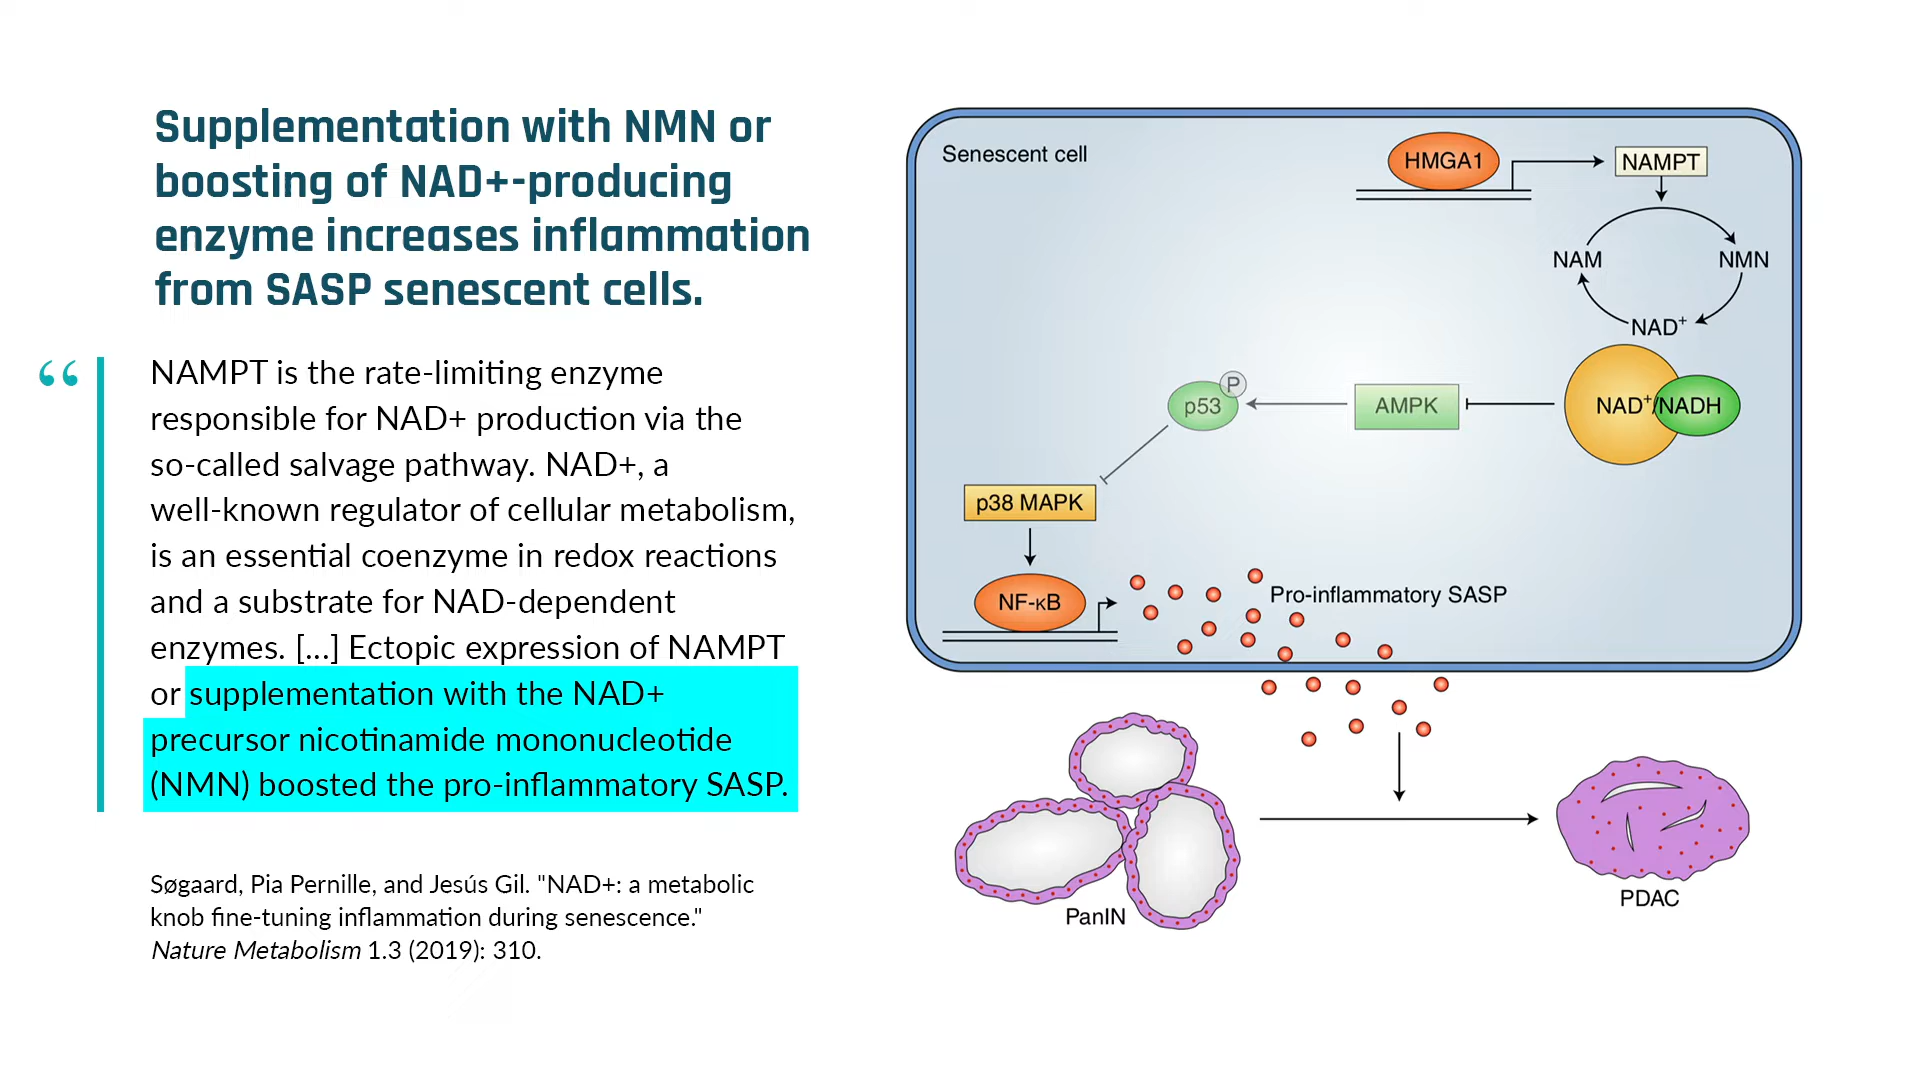 Supplementation with NMN or
boosting of NAD+-producing
enzyme increases inflammation
from SASP senescent cells.
“
NAMPT is the rate-limiting enzyme
responsible for NAD+ production via the
so-called salvage pathway. NAD+, a
well-known regulator of cellular metabolism,
is an essential coenzyme in redox reactions
and a substrate for NAD-dependent
enzymes. [...] Ectopic expression of NAMPT
or supplementation with the NAD+
precursor nicotinamide mononucleotide
(NMN) boosted the pro-inflammatory SASP.
Søgaard, Pia Pernille, and Jesús Gil. "NAD+: a metabolic
knob fine-tuning inflammation during senescence."
Nature Metabolism 1.3 (2019): 310.
Senescent cell
HMGA1
NAMPT
NAM
NMN
NAD+
NAD+/NADH
AMPK
P
p53
p38 MAPK
NF-κB
Pro-inflammatory SASP
PanIN
PDAC